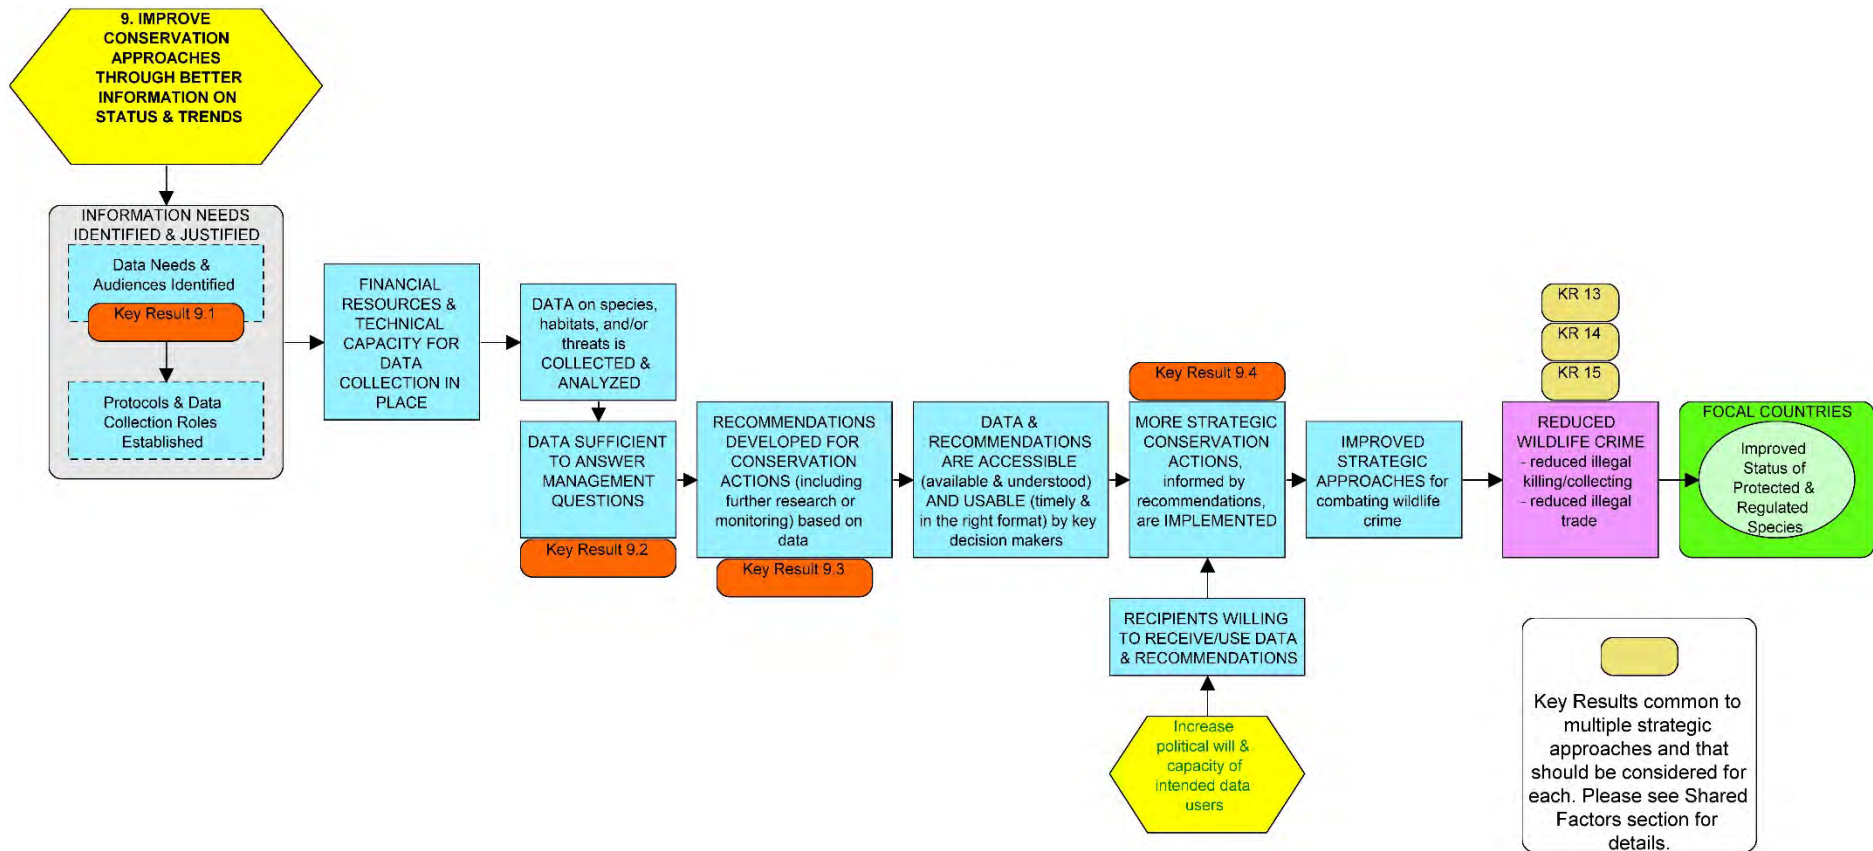 9. IMPROVE
CONSERVATION
APPROACHES
THROUGH BETTER
INFORMATION ON
STATUS & TRENDS
INFORMATION NEEDS
IDENTIFIED & JUSTIFIED
Data Needs &
Audiences Identified
Key Result 9.1
Protocols & Data
Collection Roles
Established
FINANCIAL
RESOURCES &
TECHNICAL
CAPACITY FOR
DATA
COLLECTION IN
PLACE
DATA on species,
habitats, and/or
threats is
COLLECTED &
ANALYZED
DATA SUFFICIENT
TO ANSWER
MANAGEMENT
QUESTIONS
Key Result 9.2
RECOMMENDATIONS
DEVELOPED FOR
CONSERVATION
ACTIONS (including
further research or
monitoring) based on
data
Key Result 9.3
DATA &
RECOMMENDATIONS
ARE ACCESSIBLE
(available & understood)
AND USABLE (timely &
in the right format) by key
decision makers
Key Result 9.4
MORE STRATEGIC
CONSERVATION
ACTIONS,
informed by
recommendations,
are IMPLEMENTED
RECIPIENTS WILLING
TO RECEIVE/USE DATA
& RECOMMENDATIONS
Increase
political will &
capacity of
intended data
users
IMPROVED
STRATEGIC
APPROACHES for
combating wildlife
crime
KR 13
KR 14
KR 15
REDUCED
WILDLIFE CRIME
- reduced illegal
killing/collecting
- reduced illegal
trade
FOCAL COUNTRIES
Improved
Status of
Protected &
Regulated
Species
Key Results common to
multiple strategic
approaches and that
should be considered for
each. Please see Shared
Factors section for
details.